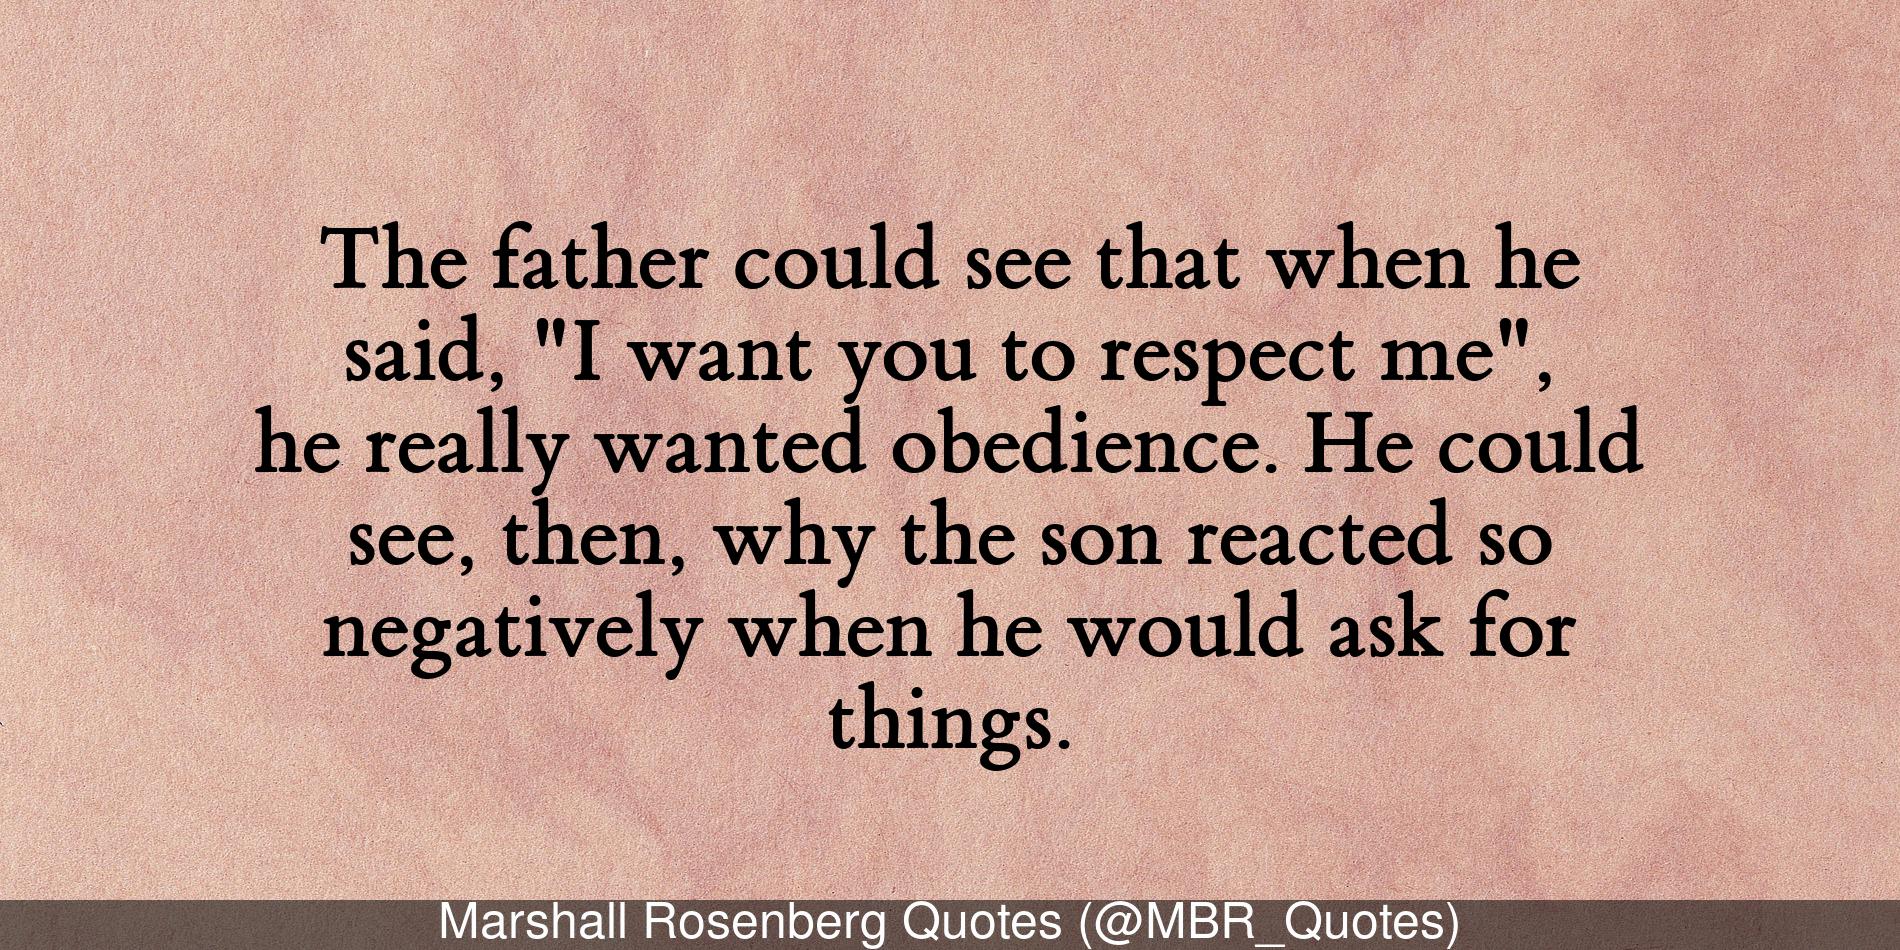 The father could see that when he
said, "I want you to respect me",
he really wanted obedience. He could
see, then, why the son reacted so
negatively when he would ask for
things.
Marshall Rosenberg Quotes (@MBR_Quotes)